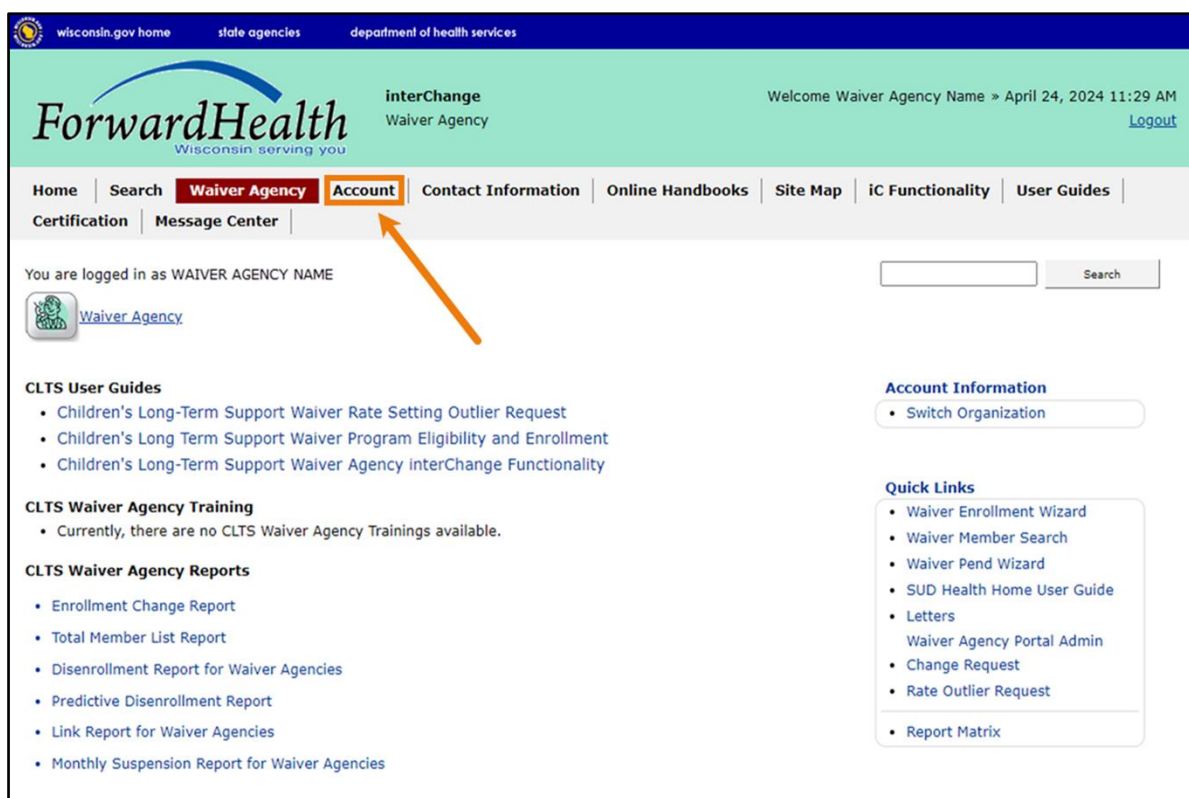 wisconsin.gov home state agencies department of health services
ForwardHealth
Wisconsin serving you
interChange
Waiver Agency
Welcome Waiver Agency Name » April 24, 2024 11:29 AM
Logout
Home Search Waiver Agency Account Contact Information Online Handbooks Site Map iC Functionality User Guides
Certification Message Center
You are logged in as WAIVER AGENCY NAME
Search
Waiver Agency
CLTS User Guides
• Children's Long-Term Support Waiver Rate Setting Outlier Request
• Children's Long Term Support Waiver Program Eligibility and Enrollment
• Children's Long-Term Support Waiver Agency interChange Functionality
CLTS Waiver Agency Training
• Currently, there are no CLTS Waiver Agency Trainings available.
CLTS Waiver Agency Reports
• Enrollment Change Report
• Total Member List Report
• Disenrollment Report for Waiver Agencies
• Predictive Disenrollment Report
• Link Report for Waiver Agencies
• Monthly Suspension Report for Waiver Agencies
Account Information
• Switch Organization
Quick Links
• Waiver Enrollment Wizard
• Waiver Member Search
• Waiver Pend Wizard
• SUD Health Home User Guide
• Letters
Waiver Agency Portal Admin
• Change Request
• Rate Outlier Request
• Report Matrix